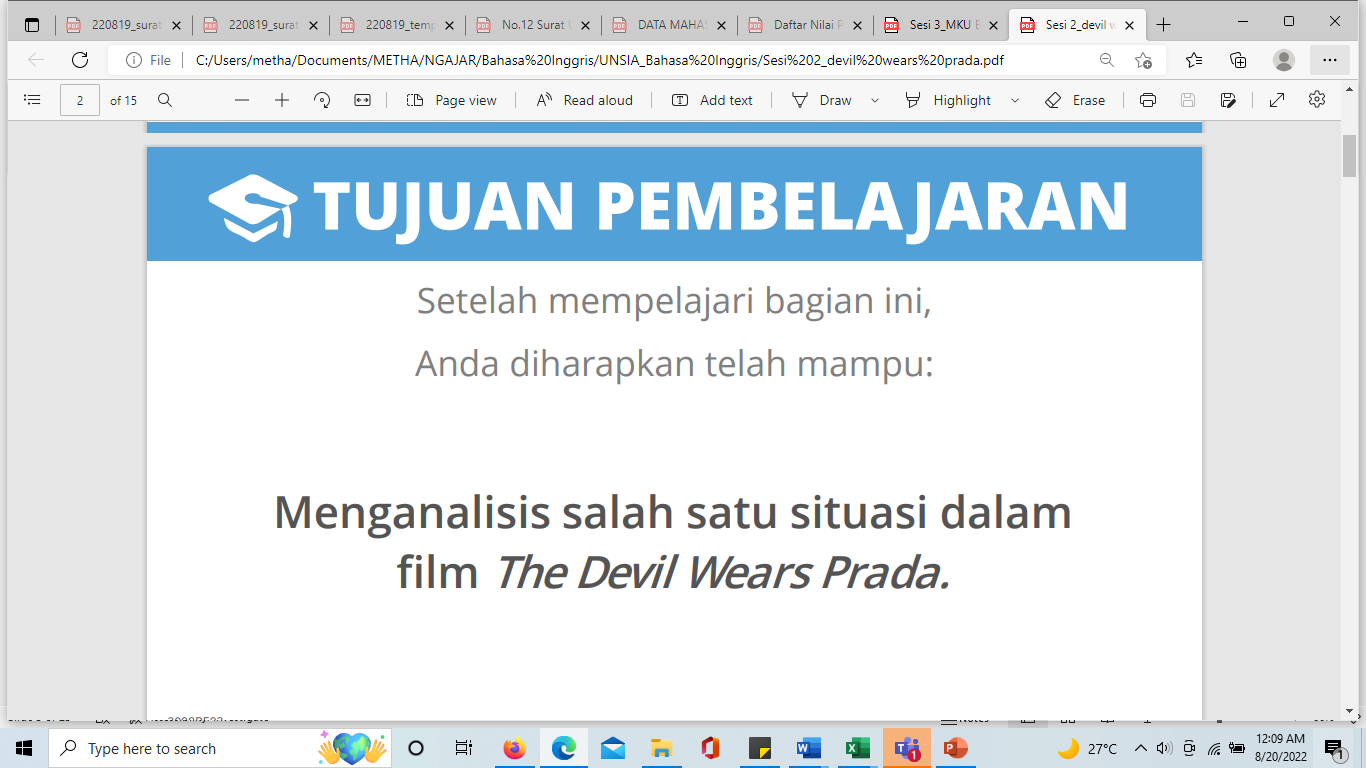 220819_surat
220819_surat
220819_temp
No.12 Surat
DATA MAHAS
Daftar Nilai P
Sesi 3_MKU B
Sesi 2_devil w
File
C:/Users/metha/Documents/METHA/NGAJAR/Bahasa%20Inggris/UNSIA_Bahasa%20Inggris/Sesi%202_devil%20wears%20prada.pdf
2 of 15
Page view
Read aloud
Add text
Draw
Highlight
Erase
TUJUAN PEMBELAJARAN
Setelah mempelajari bagian ini,
Anda diharapkan telah mampu:
Menganalisis salah satu situasi dalam
film The Devil Wears Prada.
Type here to search
27°C
12:09 AM
8/20/2022